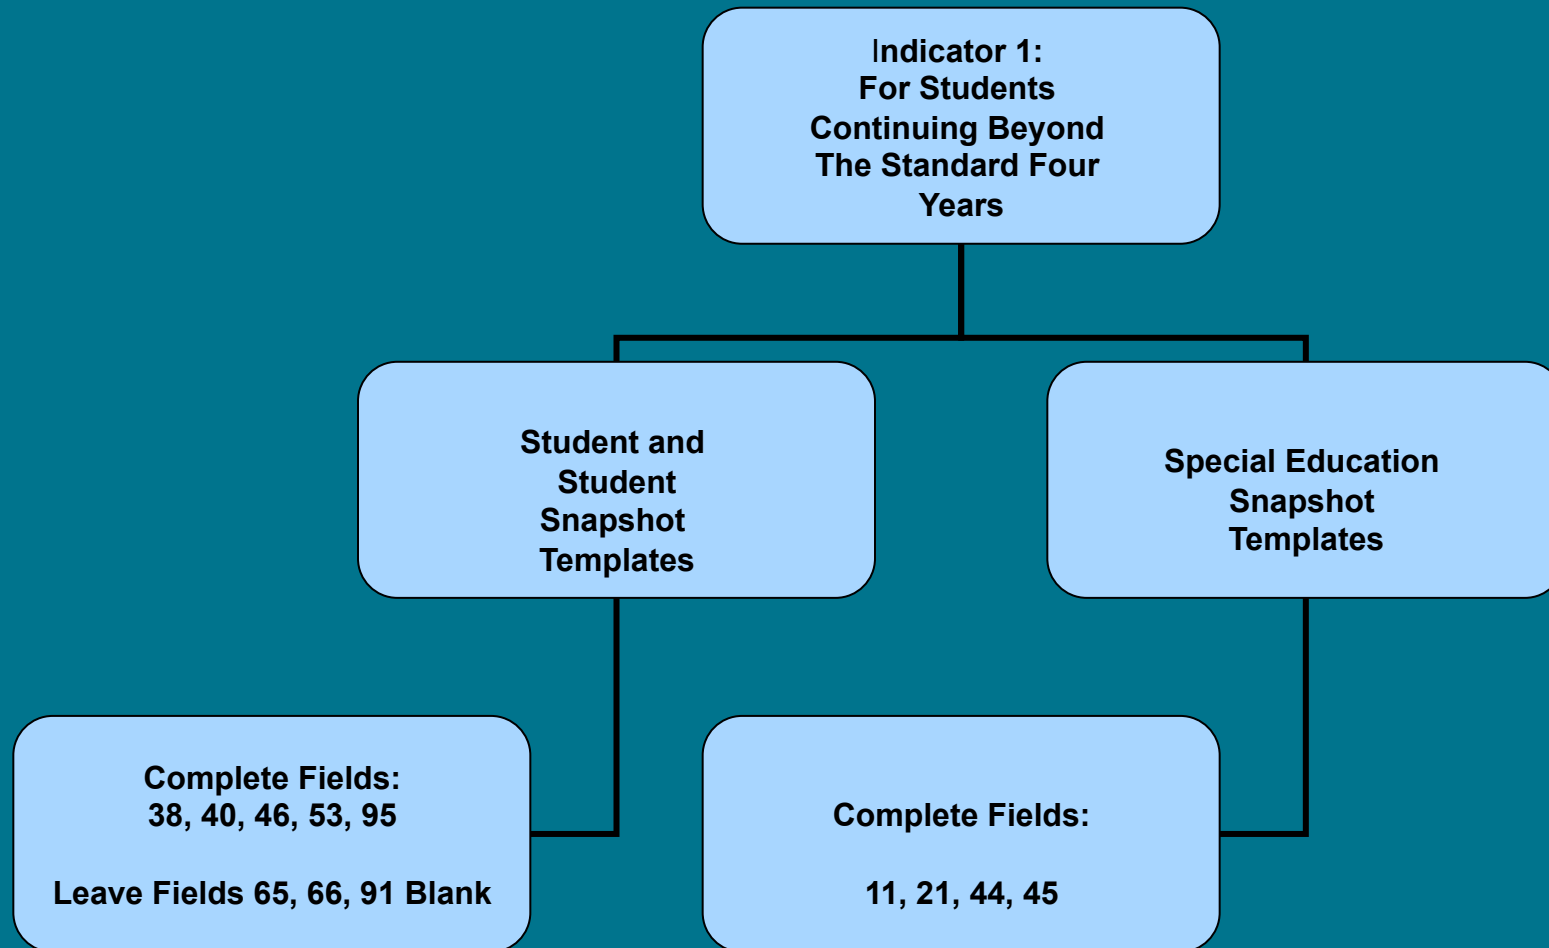 Indicator 1:
For Students
Continuing Beyond
The Standard Four
Years
Student and
Student
Snapshot
Templates
Special Education
Snapshot
Templates
Complete Fields:
38, 40, 46, 53, 95
Leave Fields 65, 66, 91 Blank
Complete Fields:
11, 21, 44, 45